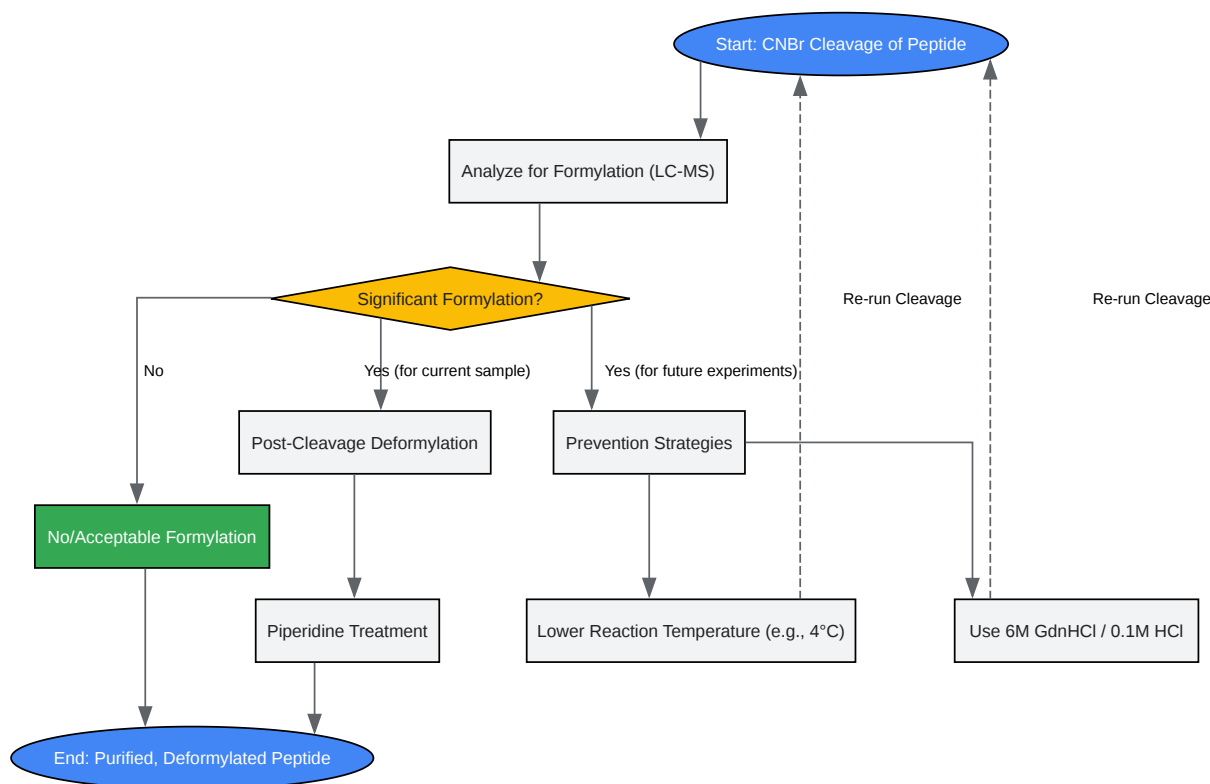 Start: CNBr Cleavage of Peptide
Analyze for Formylation (LC-MS)
Significant Formylation?
Re-run Cleavage
Re-run Cleavage
No
Yes (for current sample)
Yes (for future experiments)
Post-Cleavage Deformylation
Prevention Strategies
No/Acceptable Formylation
Piperidine Treatment
Lower Reaction Temperature (e.g., 4°C)
Use 6M GdnHCl / 0.1M HCl
End: Purified, Deformylated Peptide